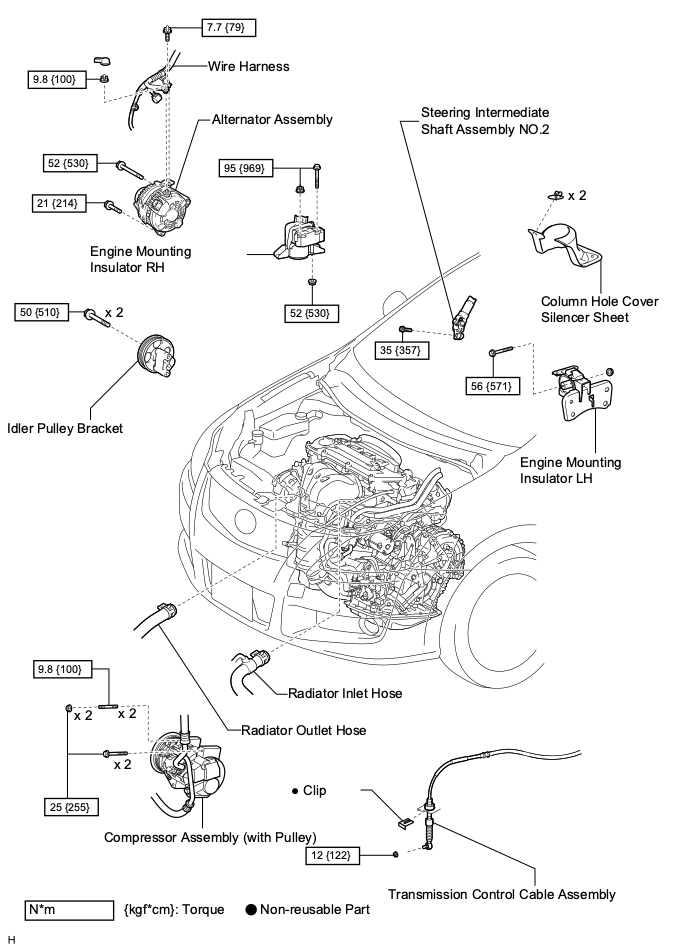 7.7 {79}
Wire Harness
9.8 {100}
Alternator Assembly
52 {530}
21 {214}
95 {969}
Steering Intermediate
Shaft Assembly NO.2
x 2
Engine Mounting
Insulator RH
52 {530}
Column Hole Cover
Silencer Sheet
50 {510}
x 2
35 {357}
56 {571}
Idler Pulley Bracket
Engine Mounting
Insulator LH
9.8 {100}
x 2
x 2
x 2
25 {255}
Radiator Inlet Hose
Radiator Outlet Hose
Compressor Assembly (with Pulley)
● Clip
12 {122}
Transmission Control Cable Assembly
N*m {kgf*cm}: Torque ● Non-reusable Part
H